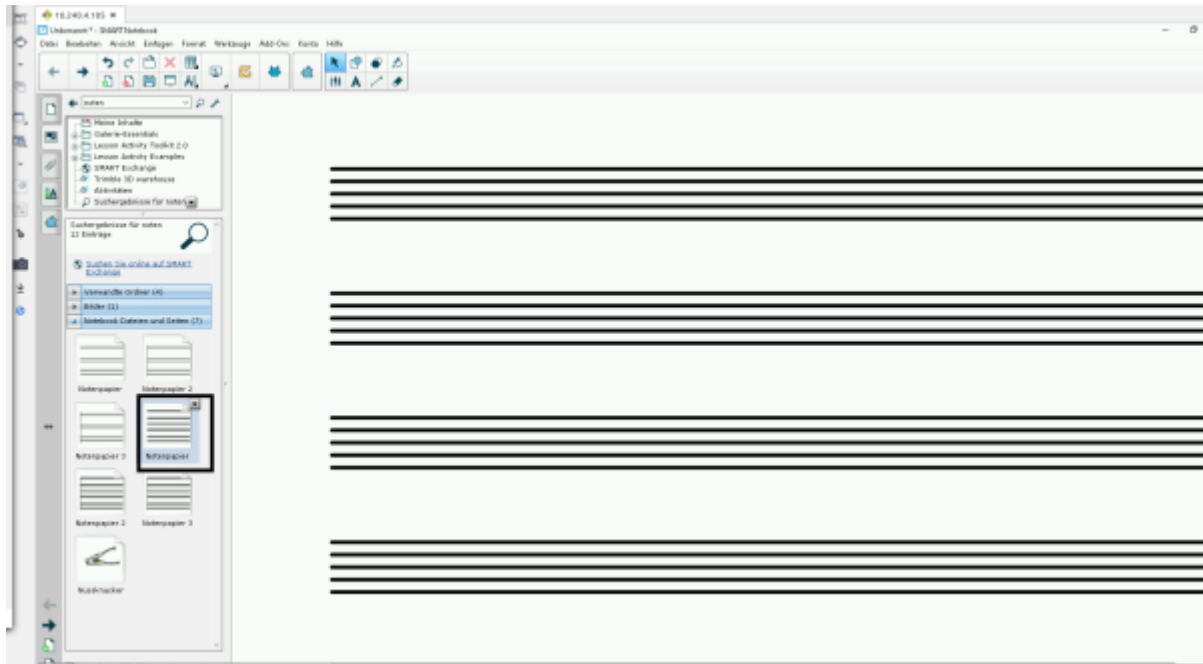 10.240.4.105
Unbenannt* - SMART Notebook
Datei Bearbeiten Ansicht Einfügen Format Werkzeuge Add-Ons Konto Hilfe
noten
Meine Inhalte
Galerie-Essentials
Lesson Activity Toolkit 2.0
Lesson Activity Examples
SMART Exchange
Trimble 3D warehouse
Aktivitäten
Suchergebnisse für noten
Suchergebnisse für noten
12 Einträge
Suchen Sie online auf SMART
Exchange
Verwandte Ordner (4)
Bilder (1)
Notebook Dateien und Seiten (7)
Notenpapier Notenpapier 2
Notenpapier 3 Notenpapier
Notenpapier 2 Notenpapier 3
Nussknacker